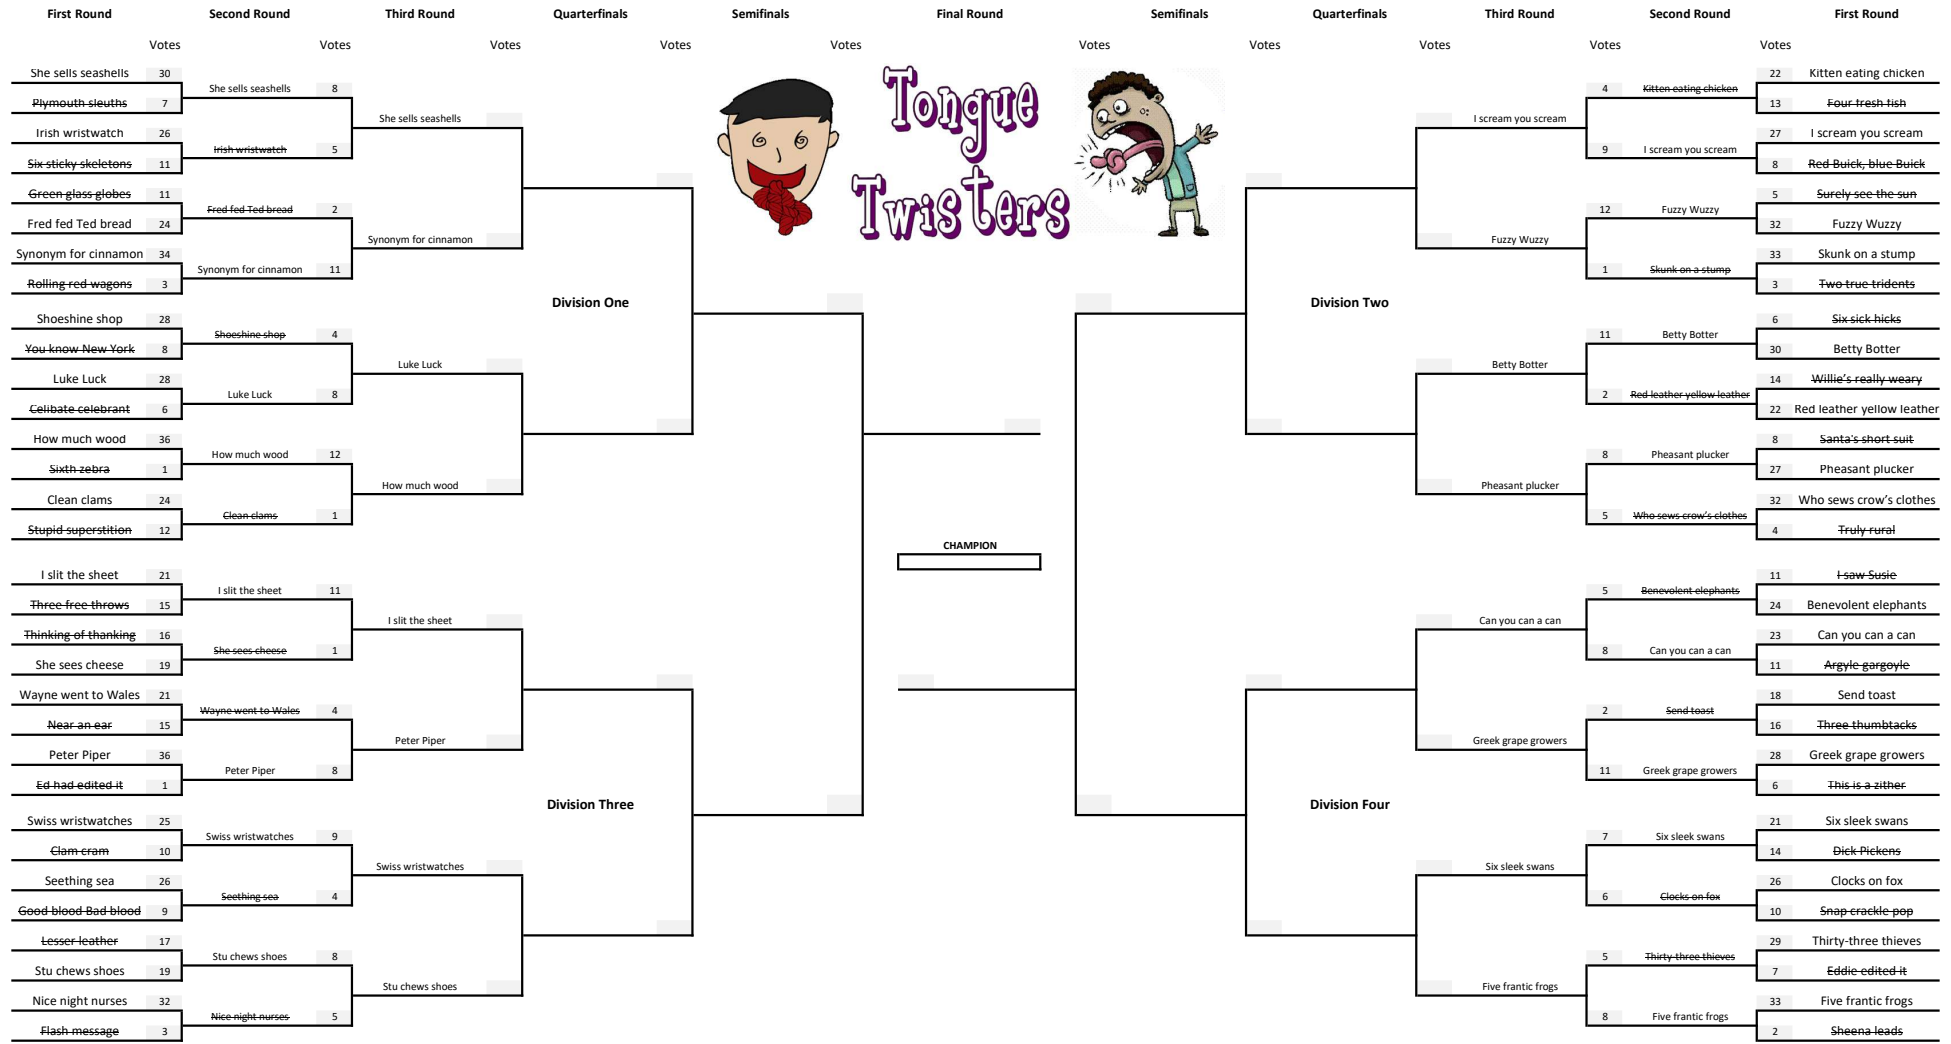 First Round Second Round Third Round Quarterfinals Semifinals Final Round Semifinals Quarterfinals Third Round Second Round First Round
Votes Votes Votes Votes Votes Votes Votes Votes Votes Votes
She sells seashells 30
Plymouth sleuths 7
Irish wristwatch 26
Six sticky skeletons 11
Green glass globes 11
Fred fed Ted bread 24
Synonym for cinnamon 34
Rolling red wagons 3
Shoeshine shop 28
You know New York 8
Luke Luck 28
Celibate celebrant 6
How much wood 36
Sixth zebra 1
Clean clams 24
Stupid superstition 12
I slit the sheet 21
Three free throws 15
Thinking of thanking 16
She sees cheese 19
Wayne went to Wales 21
Near an ear 15
Peter Piper 36
Ed had edited it 1
Swiss wristwatches 25
Clam cram 10
Seething sea 26
Good blood Bad blood 9
Lesser leather 17
Stu chews shoes 19
Nice night nurses 32
Flash message 3
She sells seashells 8
Irish wristwatch 5
Fred fed Ted bread 2
Synonym for cinnamon 11
Shoeshine shop 4
Luke Luck 8
How much wood 12
Clean clams 1
I slit the sheet 11
She sees cheese 1
Wayne went to Wales 4
Peter Piper 8
Swiss wristwatches 9
Seething sea 4
Stu chews shoes 8
Nice night nurses 5
She sells seashells
Synonym for cinnamon
Luke Luck
How much wood
I slit the sheet
Peter Piper
Swiss wristwatches
Stu chews shoes
Division One
Division Three
Tongue
Twisters
CHAMPION
Division Two
Division Four
I scream you scream
Fuzzy Wuzzy
Betty Botter
Pheasant plucker
Can you can a can
Greek grape growers
Six sleek swans
Five frantic frogs
4 Kitten eating chicken
9 I scream you scream
12 Fuzzy Wuzzy
1 Skunk on a stump
11 Betty Botter
2 Red leather yellow leather
8 Pheasant plucker
5 Who sews crow's clothes
5 Benevolent elephants
8 Can you can a can
2 Send toast
11 Greek grape growers
7 Six sleek swans
6 Clocks on fox
5 Thirty-three thieves
8 Five frantic frogs
22 Kitten eating chicken
13 Four fresh fish
27 I scream you scream
8 Red Buick, blue Buick
5 Surely see the sun
32 Fuzzy Wuzzy
33 Skunk on a stump
3 Two true tridents
6 Six sick hicks
30 Betty Botter
14 Willie's really weary
22 Red leather yellow leather
8 Santa's short suit
27 Pheasant plucker
32 Who sews crow's clothes
4 Truly rural
11 I saw Susie
24 Benevolent elephants
23 Can you can a can
11 Argyle gargoyle
18 Send toast
16 Three thumbtacks
28 Greek grape growers
6 This is a zither
21 Six sleek swans
14 Dick Pickens
26 Clocks on fox
10 Snap crackle pop
29 Thirty-three thieves
7 Eddie edited it
33 Five frantic frogs
2 Sheena leads